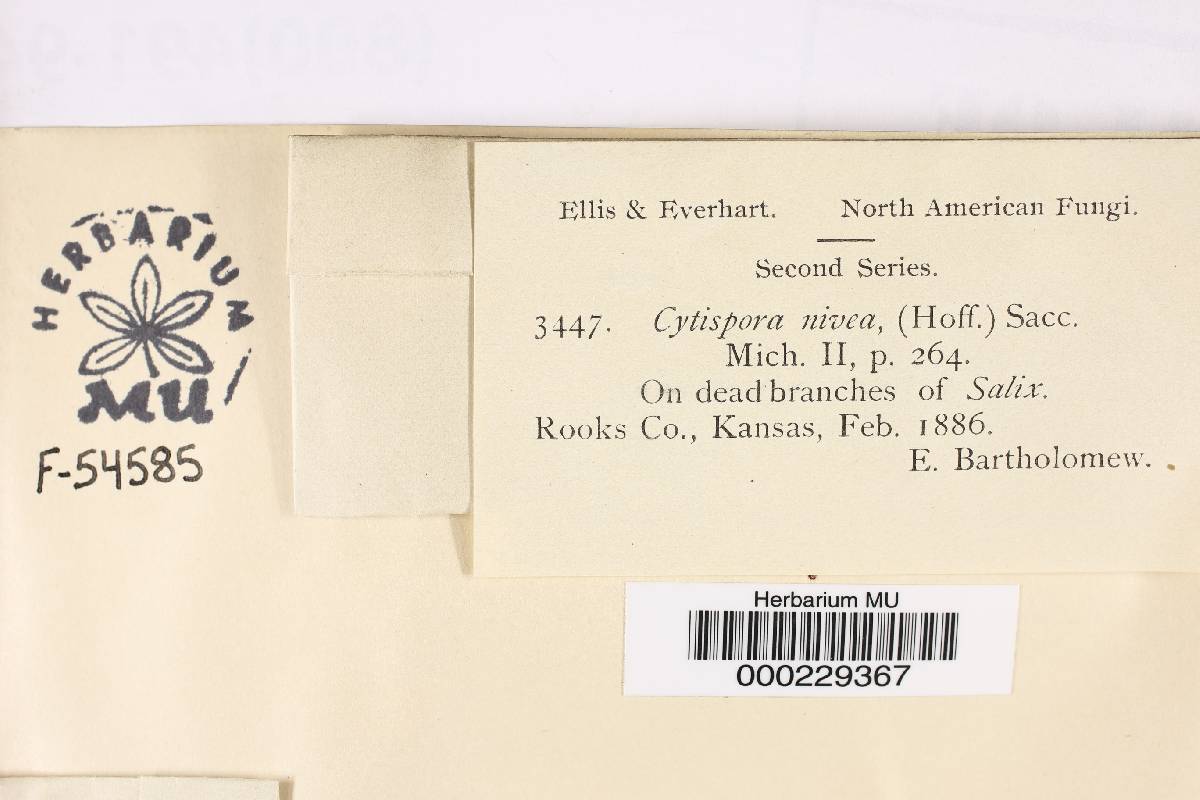 HERBARIUM
MU
F-54585
Ellis & Everhart. North American Fungi.
Second Series.
3447. Cytispora nivea, (Hoff.) Sacc.
Mich. II, p. 264.
On dead branches of Salix.
Rooks Co., Kansas, Feb. 1886.
E. Bartholomew.
Herbarium MU
000229367